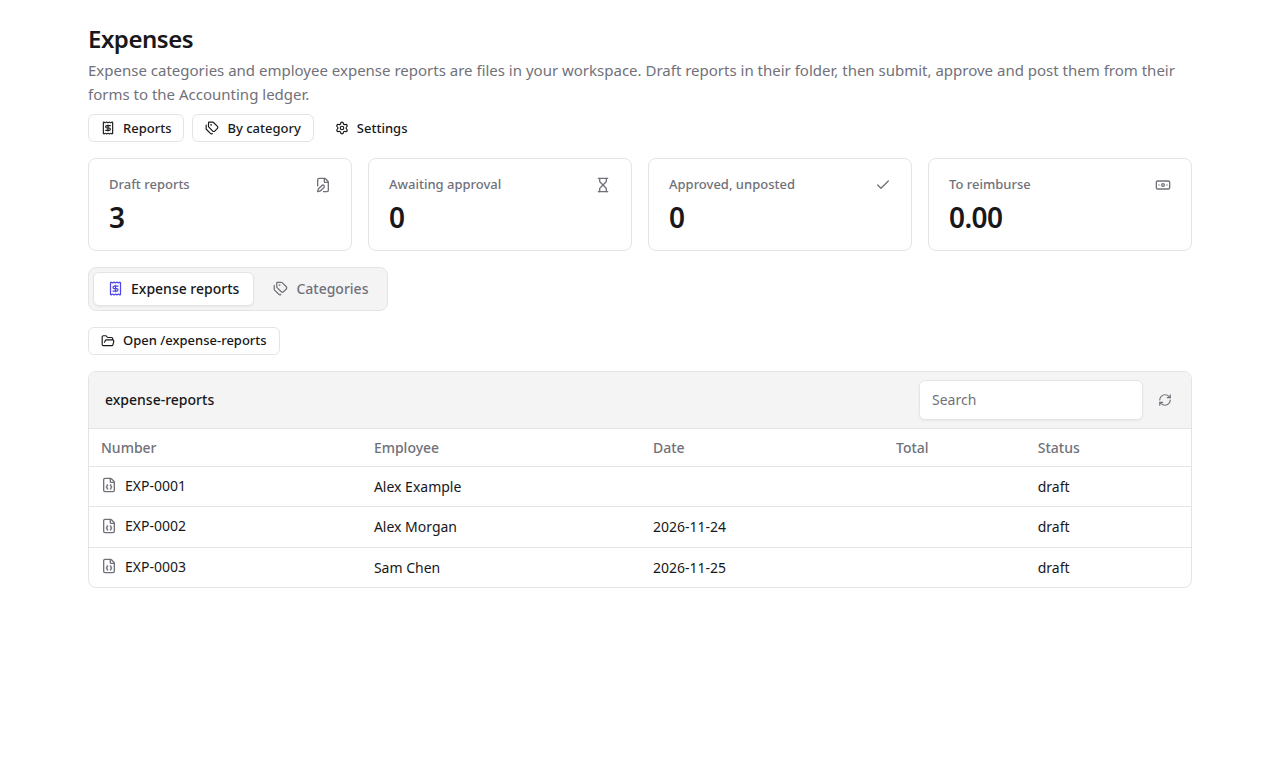 Expenses
Expense categories and employee expense reports are files in your workspace. Draft reports in their folder, then submit, approve and post them from their
forms to the Accounting ledger.
Reports By category Settings
Draft reports Awaiting approval Approved, unposted To reimburse
3 0 0 0.00
Expense reports Categories
Open /expense-reports
expense-reports Search
Number Employee Date Total Status
EXP-0001 Alex Example draft
EXP-0002 Alex Morgan 2026-11-24 draft
EXP-0003 Sam Chen 2026-11-25 draft